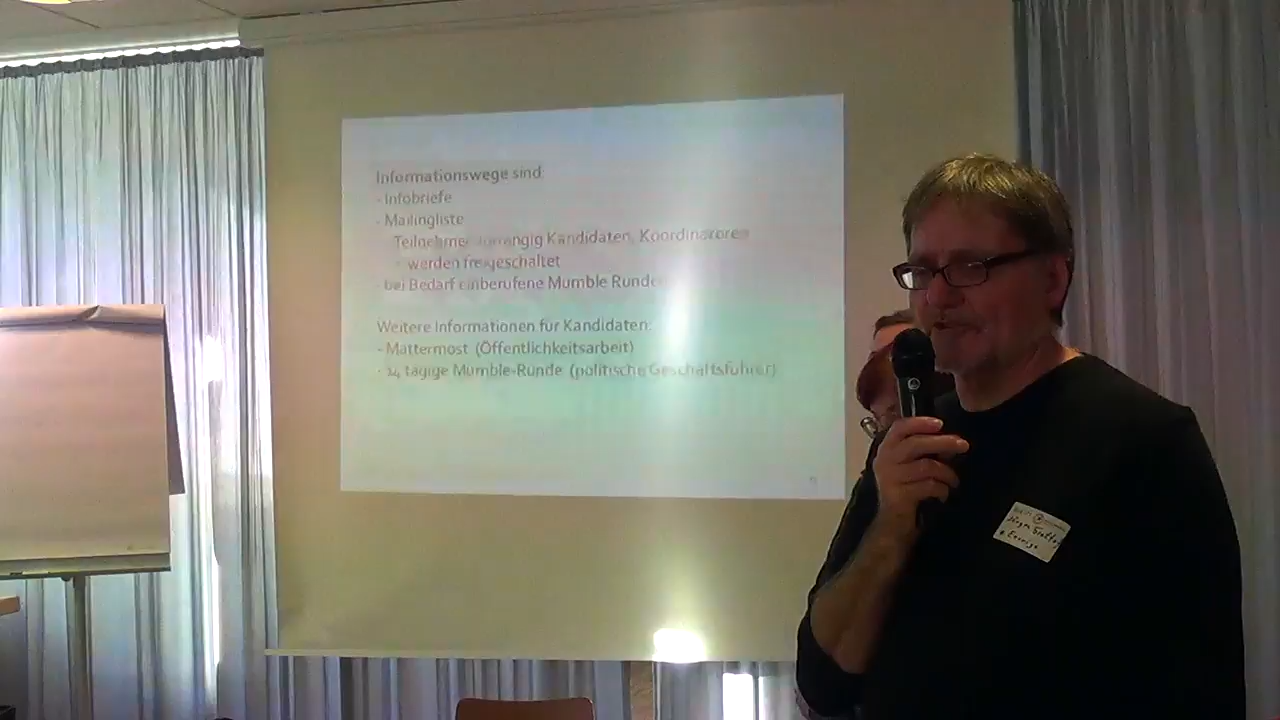 Informationswege sind:
- Infobriefe
- Mailingliste
Teilnehmer vorrangig Kandidaten, Koordinatoren
- werden freigeschaltet
- bei Bedarf einberufene Mumble Runde
Weitere Informationen für Kandidaten:
- Mattermost (Öffentlichkeitsarbeit)
- 14 tägige Mumble-Runde (politische Geschäftsführer)